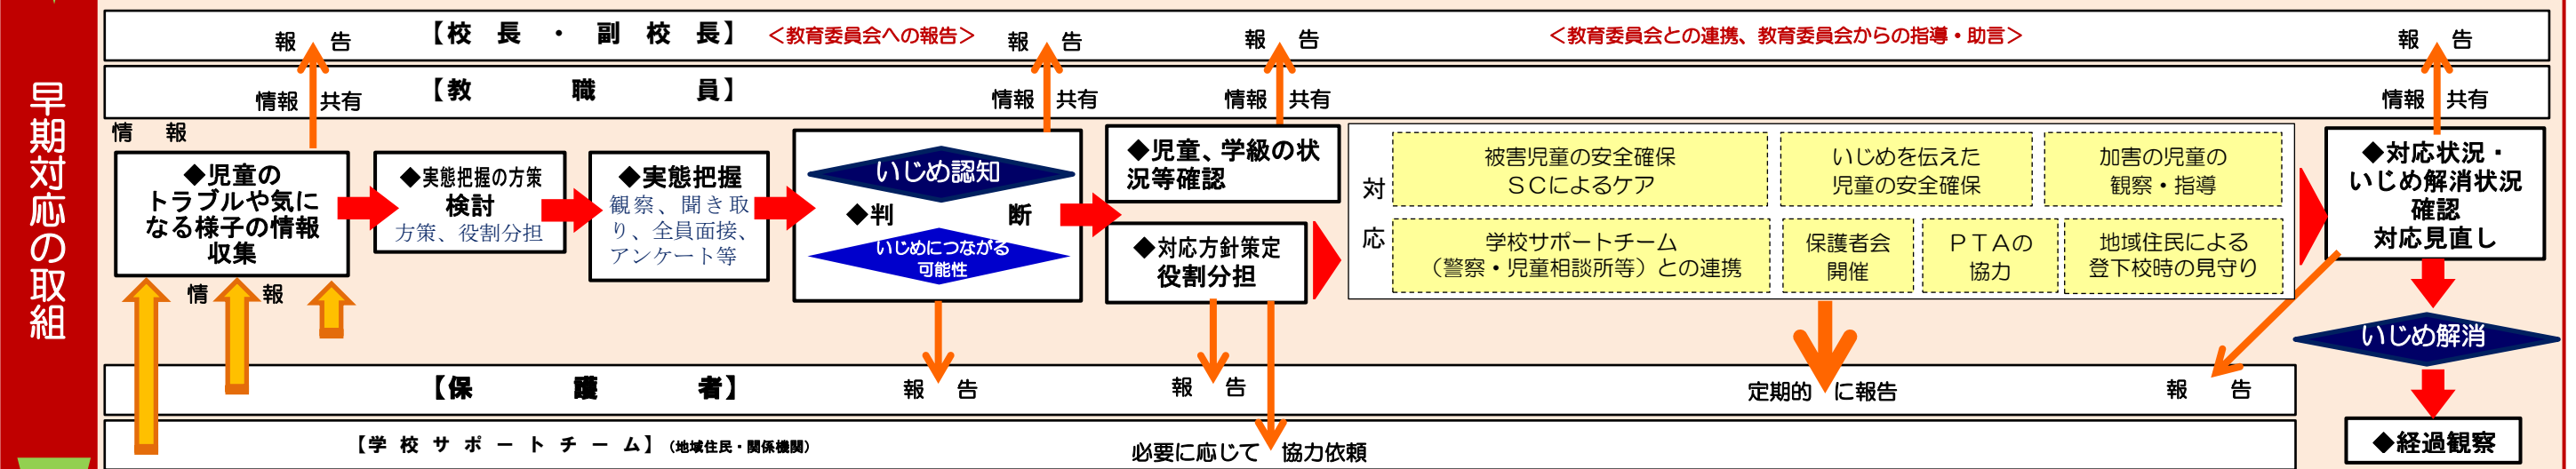 早期対応の取組
【校長・副校長】
<教育委員会への報告>
<教育委員会との連携、教育委員会からの指導・助言>
報告
報告
報告
報告
【教職員】
情報共有
情報共有
情報共有
情報共有
情報
◆児童の
トラブルや気に
なる様子の情報
収集
情報
◆実態把握の方策
検討
方策、役割分担
◆実態把握
観察、聞き取
り、全員面接、
アンケート等
いじめ認知
◆判断
いじめにつながる
可能性
◆児童、学級の状
況等確認
◆対応方針策定
役割分担
対応
被害児童の安全確保
SCによるケア
いじめを伝えた
児童の安全確保
加害の児童の
観察・指導
学校サポートチーム
(警察・児童相談所等)との連携
保護者会
開催
PTAの
協力
地域住民による
登下校時の見守り
◆対応状況・
いじめ解消状況
確認
対応見直し
いじめ解消
◆経過観察
【保護者】
報告
報告
定期的に報告
報告
【学校サポートチーム】(地域住民・関係機関)
必要に応じて協力依頼